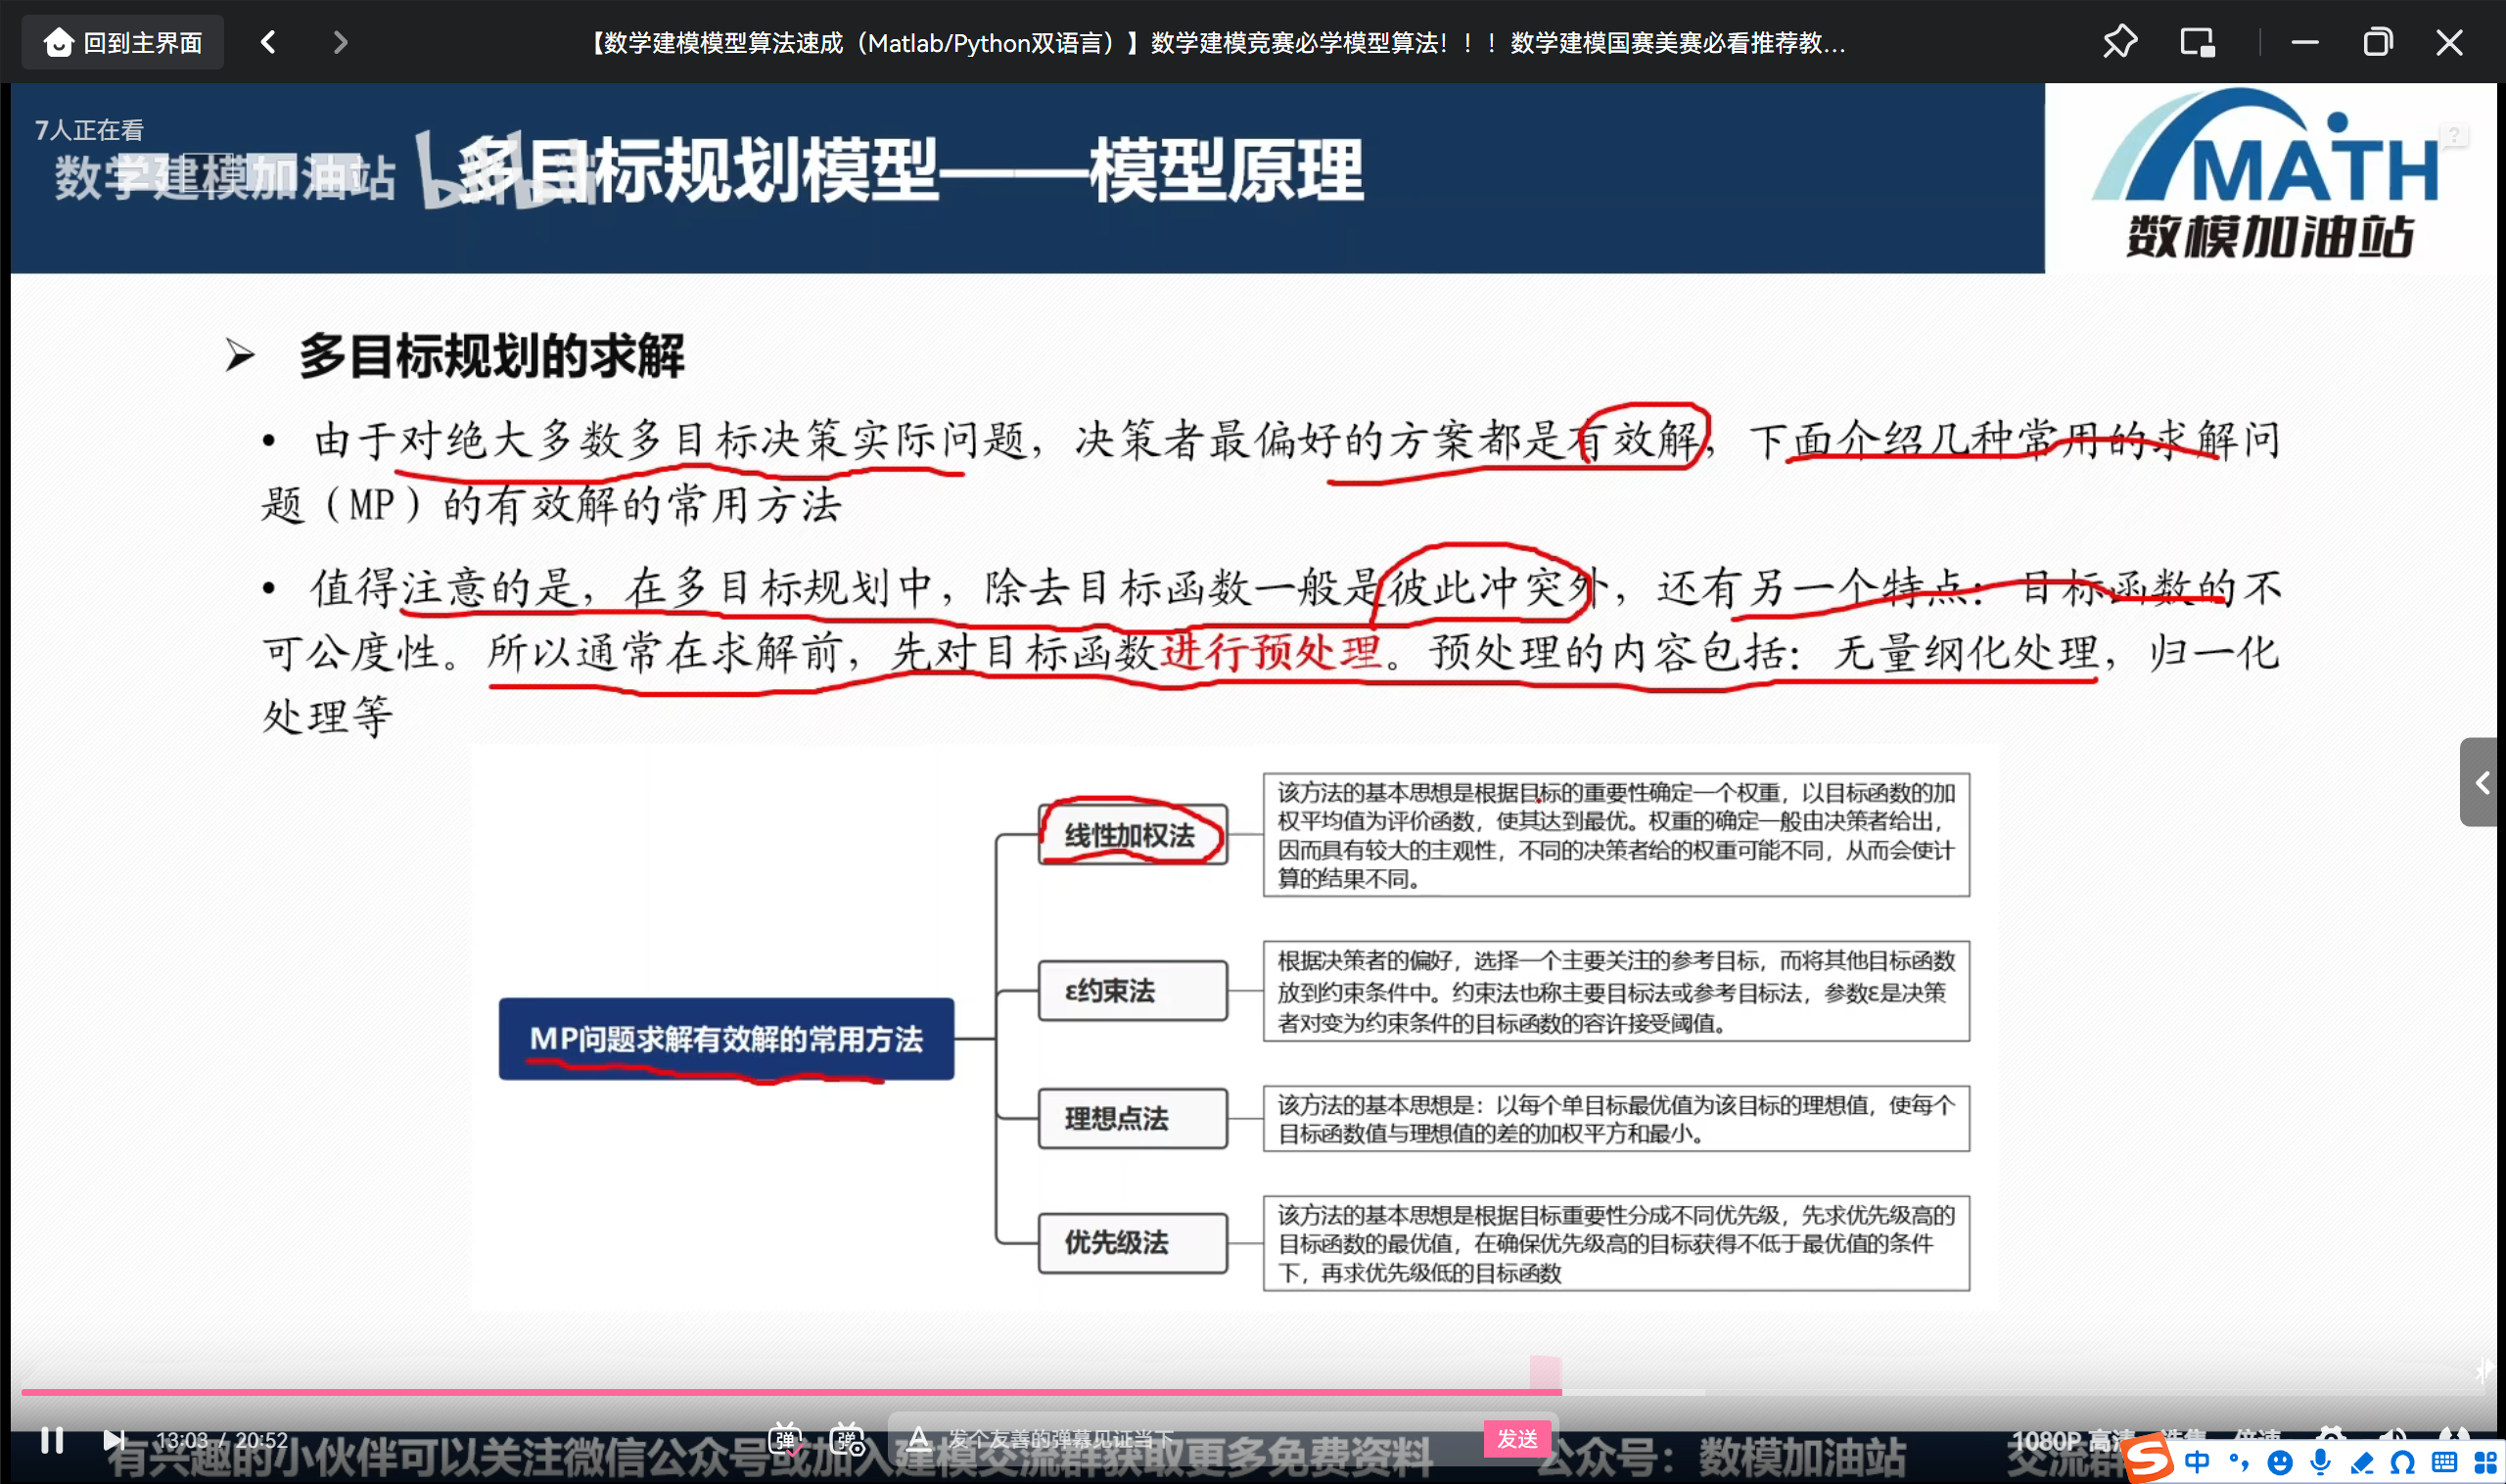 回到主界面
【数学建模模型算法速成（Matlab/Python双语言）】数学建模竞赛必学模型算法！！！数学建模国赛美赛必看推荐教...
7人正在看
数学建模加油站
多目标规划模型——模型原理
MATH
数模加油站
?
➢ 多目标规划的求解
• 由于对绝大多数多目标决策实际问题，决策者最偏好的方案都是有效解，下面介绍几种常用的求解问
题（MP）的有效解的常用方法
• 值得注意的是，在多目标规划中，除去目标函数一般是彼此冲突外，还有另一个特点：目标函数的不
可公度性。所以通常在求解前，先对目标函数进行预处理。预处理的内容包括：无量纲化处理，归一化
处理等
MP问题求解有效解的常用方法
线性加权法
该方法的基本思想是根据目标的重要性确定一个权重，以目标函数的加
权平均值为评价函数，使其达到最优。权重的确定一般由决策者给出，
因而具有较大的主观性，不同的决策者给的权重可能不同，从而会使计
算的结果不同。
ε约束法
根据决策者的偏好，选择一个主要关注的参考目标，而将其他目标函数
放到约束条件中。约束法也称主要目标法或参考目标法，参数ε是决策
者对变为约束条件的目标函数的容许接受阈值。
理想点法
该方法的基本思想是：以每个单目标最优值为该目标的理想值，使每个
目标函数值与理想值的差的加权平方和最小。
优先级法
该方法的基本思想是根据目标重要性分成不同优先级，先求优先级高的
目标函数的最优值，在确保优先级高的目标获得不低于最优值的条件
下，再求优先级低的目标函数
13:03 / 20:52
弹
弹
A
发个友善的弹幕见证当下
发送
1080P 高清
选集
倍速
有兴趣的小伙伴可以关注微信公众号或加入建模交流群获取更多免费资料
公众号：数模加油站
交流群
S
中